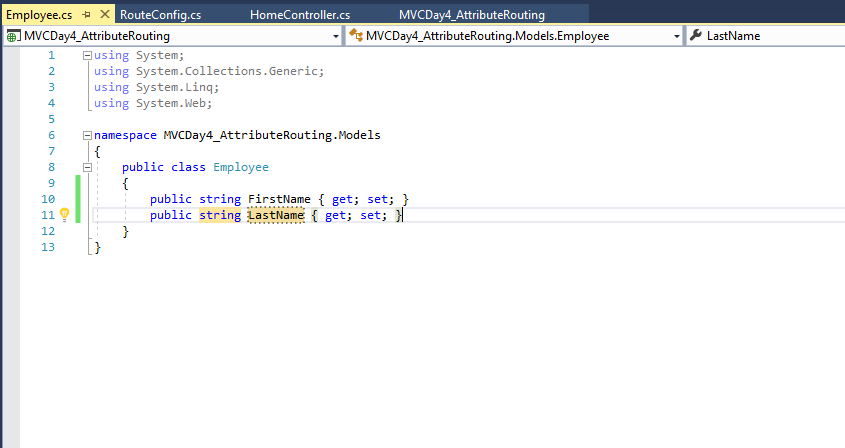 Employee.cs RouteConfig.cs HomeController.cs MVCDay4_AttributeRouting
MVCDay4_AttributeRouting MVCDay4_AttributeRouting.Models.Employee LastName
1 using System;
2 using System.Collections.Generic;
3 using System.Linq;
4 using System.Web;
5
6 namespace MVCDay4_AttributeRouting.Models
7 {
8 public class Employee
9 {
10 public string FirstName { get; set; }
11 public string LastName { get; set; }
12 }
13 }